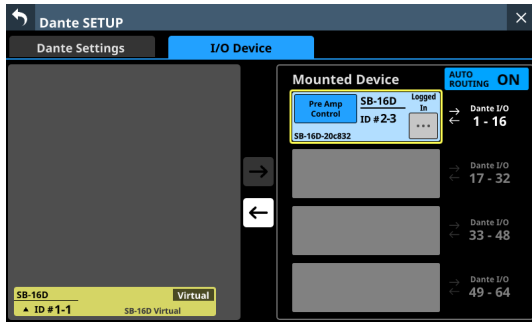 Dante SETUP
Dante Settings
I/O Device
Mounted Device
AUTO ROUTING ON
Pre Amp Control
SB-16D
ID #2-3
Logged In
...
SB-16D-20c832
Dante I/O
1 - 16
Dante I/O
17 - 32
Dante I/O
33 - 48
Dante I/O
49 - 64
SB-16D
Virtual
ID #1-1
SB-16D Virtual